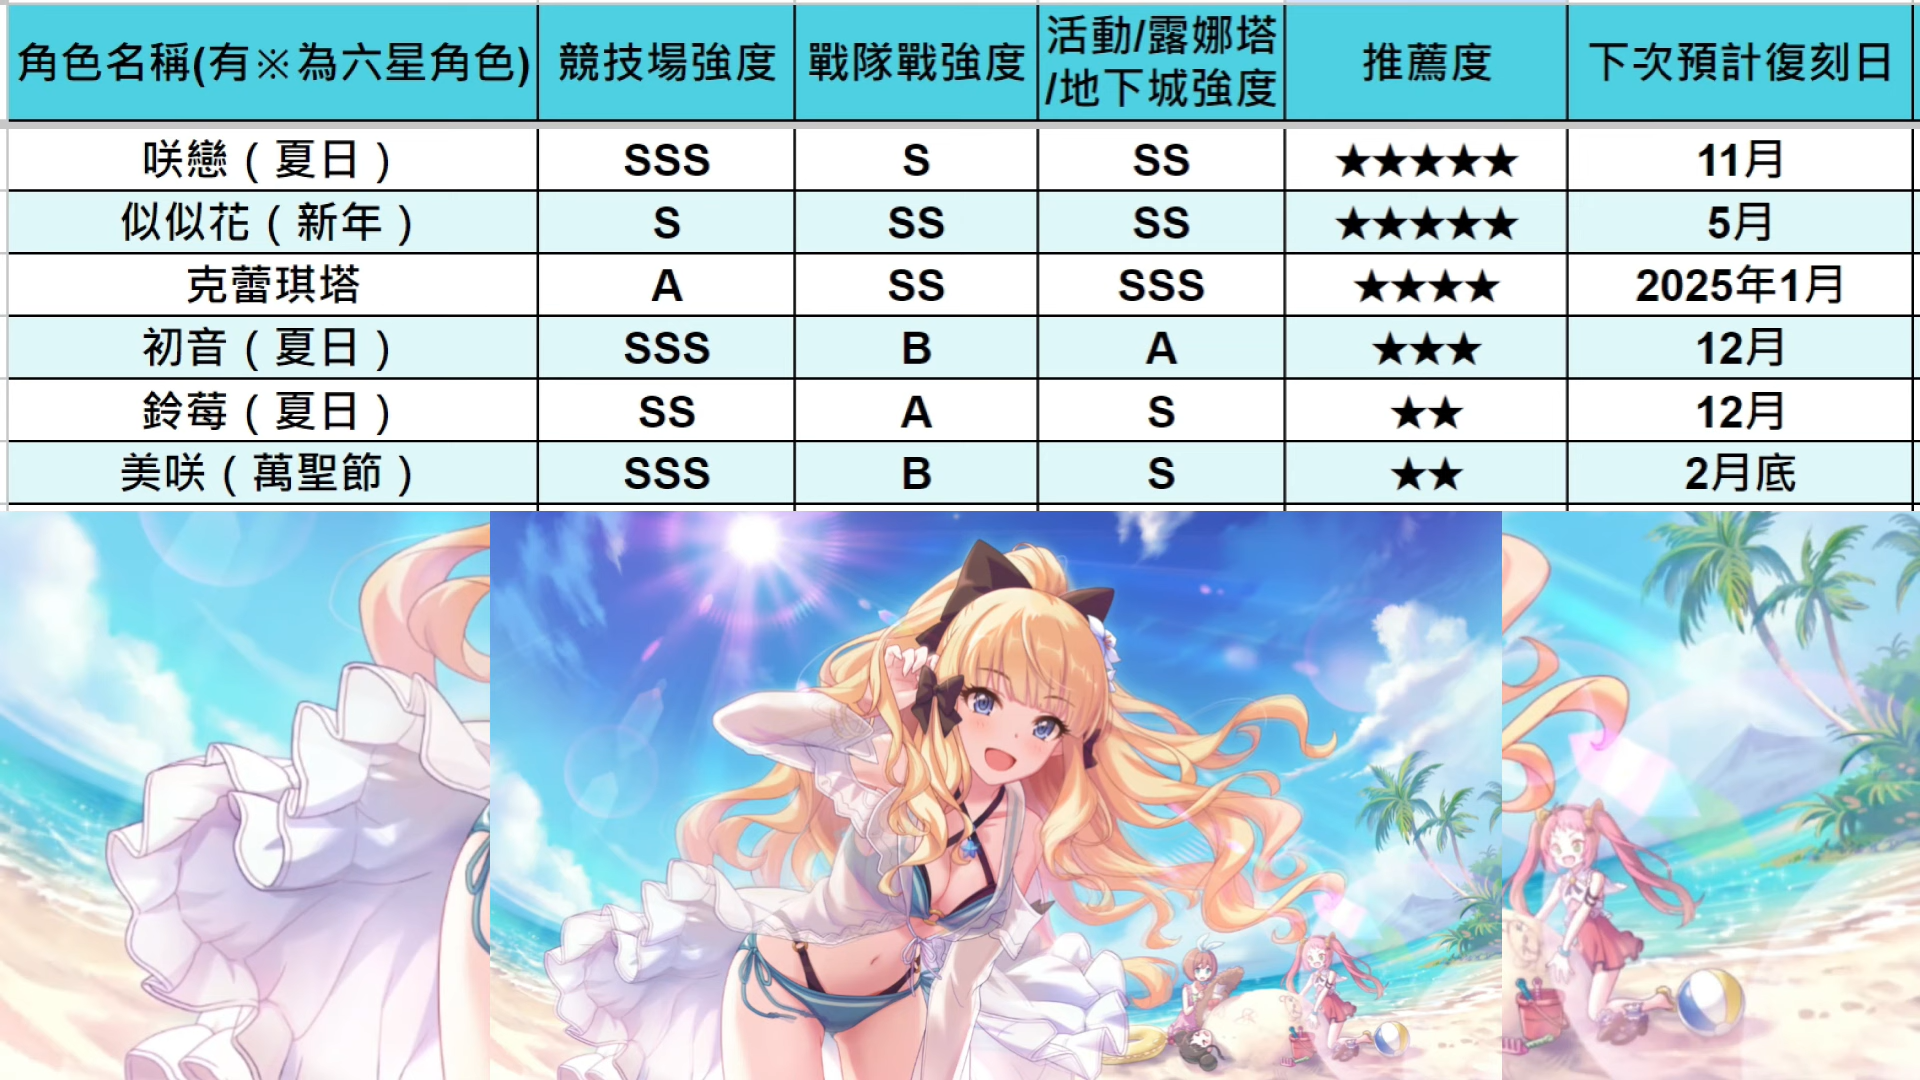 角色名稱(有※為六星角色) 競技場強度 戰隊戰強度 活動/露娜塔/地下城強度 推薦度 下次預計復刻日
咲戀（夏日） SSS S SS ★★★★★ 11月
似似花（新年） S SS SS ★★★★★ 5月
克蕾琪塔 A SS SSS ★★★★ 2025年1月
初音（夏日） SSS B A ★★★ 12月
鈴莓（夏日） SS A S ★★ 12月
美咲（萬聖節） SSS B S ★★ 2月底